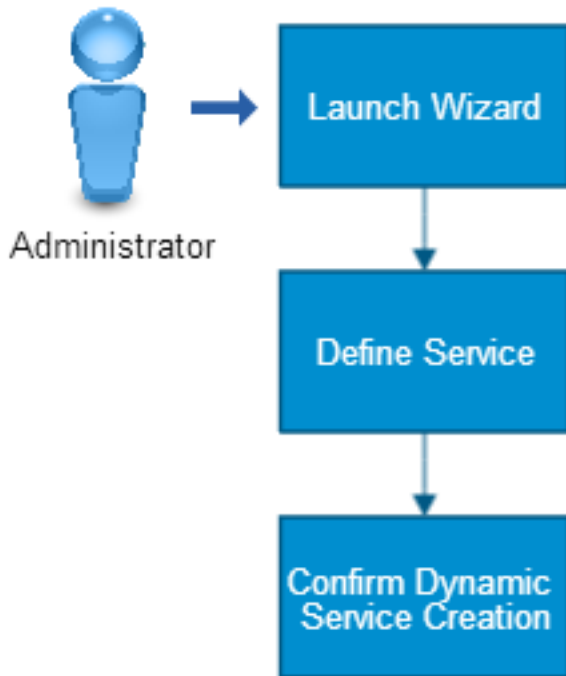 Launch Wizard
Administrator
Define Service
Confirm Dynamic
Service Creation